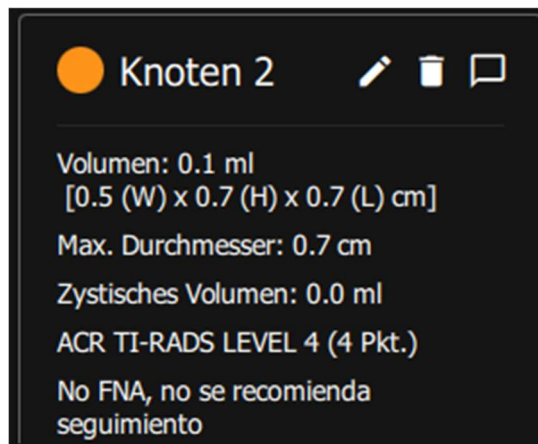 Knoten 2
Volumen: 0.1 ml
[0.5 (W) x 0.7 (H) x 0.7 (L) cm]
Max. Durchmesser: 0.7 cm
Zystisches Volumen: 0.0 ml
ACR TI-RADS LEVEL 4 (4 Pkt.)
No FNA, no se recomienda
seguimiento